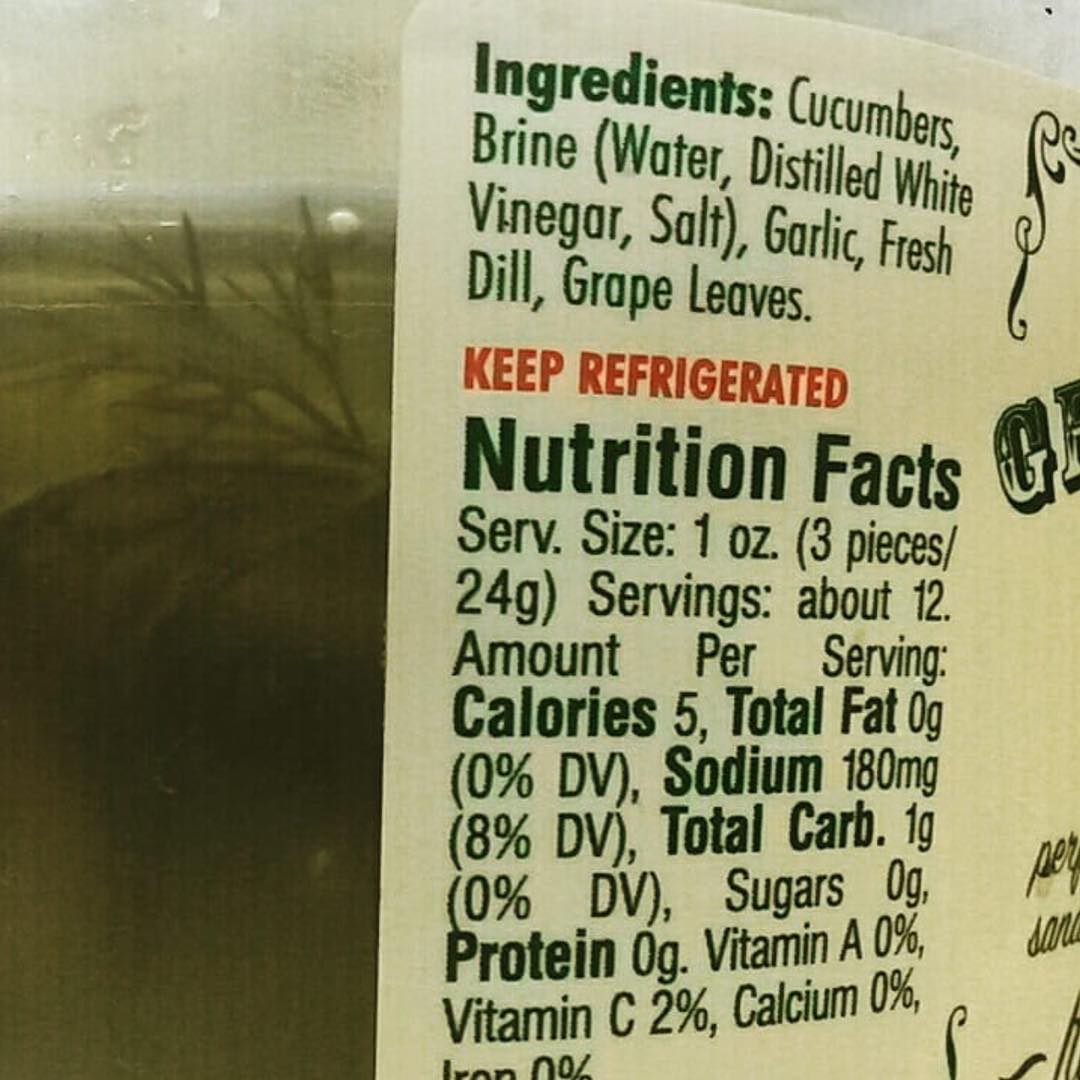 Ingredients: Cucumbers,
Brine (Water, Distilled White
Vinegar, Salt), Garlic, Fresh
Dill, Grape Leaves.
KEEP REFRIGERATED
Nutrition Facts
Serv. Size: 1 oz. (3 pieces/
24g) Servings: about 12.
Amount Per Serving:
Calories 5, Total Fat 0g
(0% DV), Sodium 180mg
(8% DV), Total Carb. 1g
(0% DV), Sugars 0g,
Protein 0g. Vitamin A 0%,
Vitamin C 2%, Calcium 0%,
Iron 0%